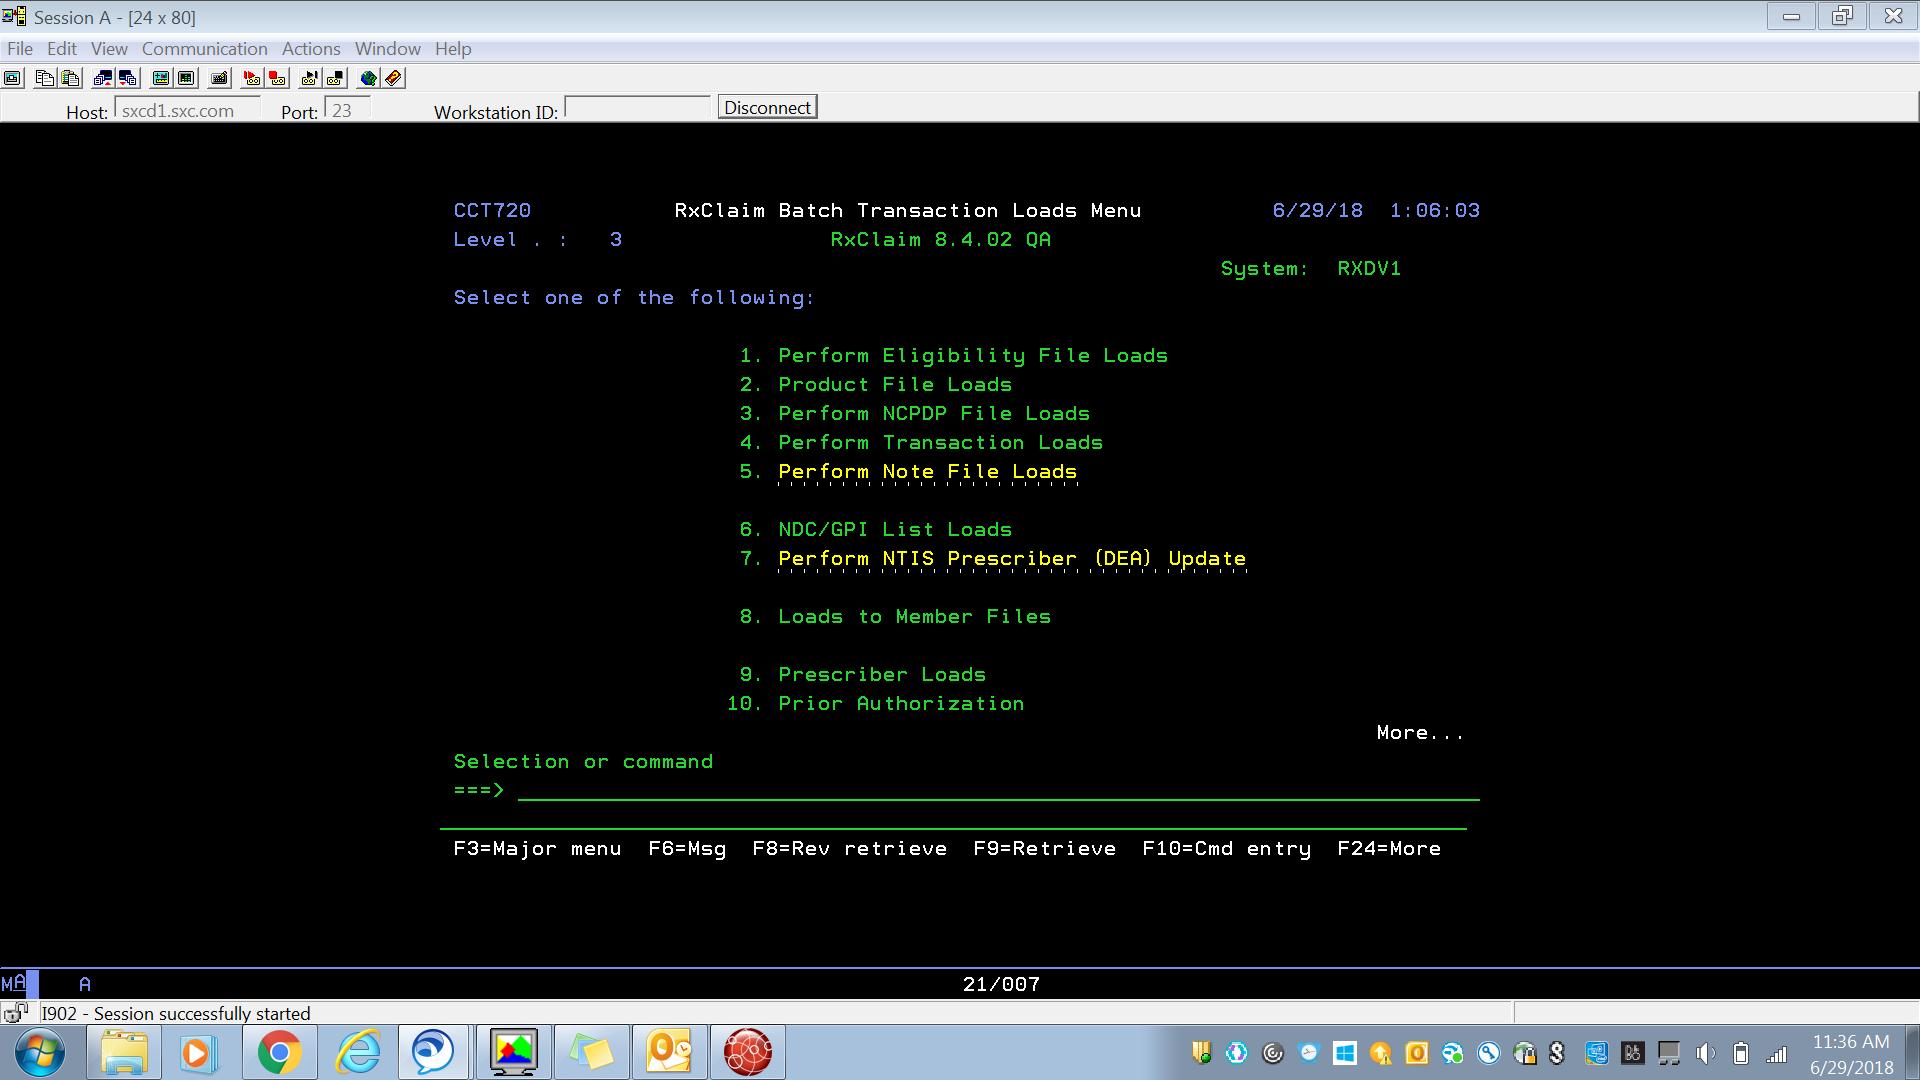 Session A - [24 x 80]
File Edit View Communication Actions Window Help
Host: sxcd1.sxc.com Port: 23 Workstation ID: Disconnect
CCT720 RxClaim Batch Transaction Loads Menu 6/29/18 1:06:03
Level . : 3 RxClaim 8.4.02 QA
System: RXDV1
Select one of the following:
1. Perform Eligibility File Loads
2. Product File Loads
3. Perform NCPDP File Loads
4. Perform Transaction Loads
5. Perform Note File Loads
6. NDC/GPI List Loads
7. Perform NTIS Prescriber (DEA) Update
8. Loads to Member Files
9. Prescriber Loads
10. Prior Authorization
More...
Selection or command
===>
F3=Major menu F6=Msg F8=Rev retrieve F9=Retrieve F10=Cmd entry F24=More
MA A 21/007
I902 - Session successfully started
11:36 AM
6/29/2018